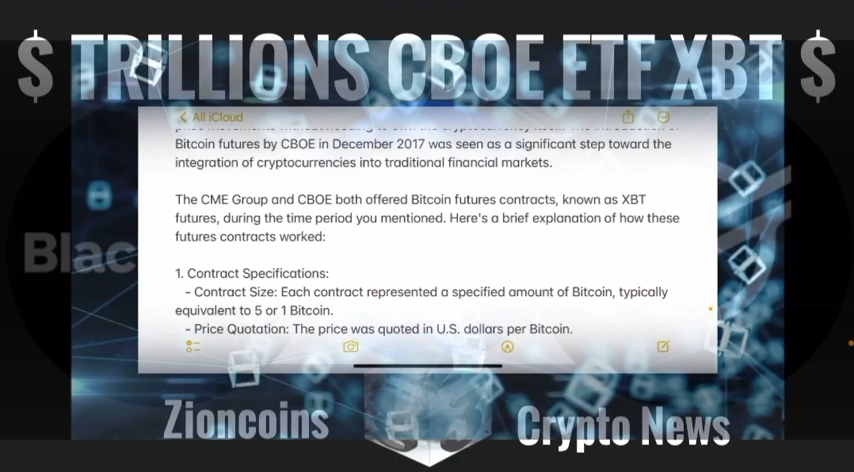 $ TRILLIONS CBOE ETF XBT $
All iCloud
Bitcoin futures by CBOE in December 2017 was seen as a significant step toward the
integration of cryptocurrencies into traditional financial markets.
The CME Group and CBOE both offered Bitcoin futures contracts, known as XBT
futures, during the time period you mentioned. Here's a brief explanation of how these
futures contracts worked:
1. Contract Specifications:
- Contract Size: Each contract represented a specified amount of Bitcoin, typically
equivalent to 5 or 1 Bitcoin.
- Price Quotation: The price was quoted in U.S. dollars per Bitcoin.
Blac
Zioncoins
Crypto News